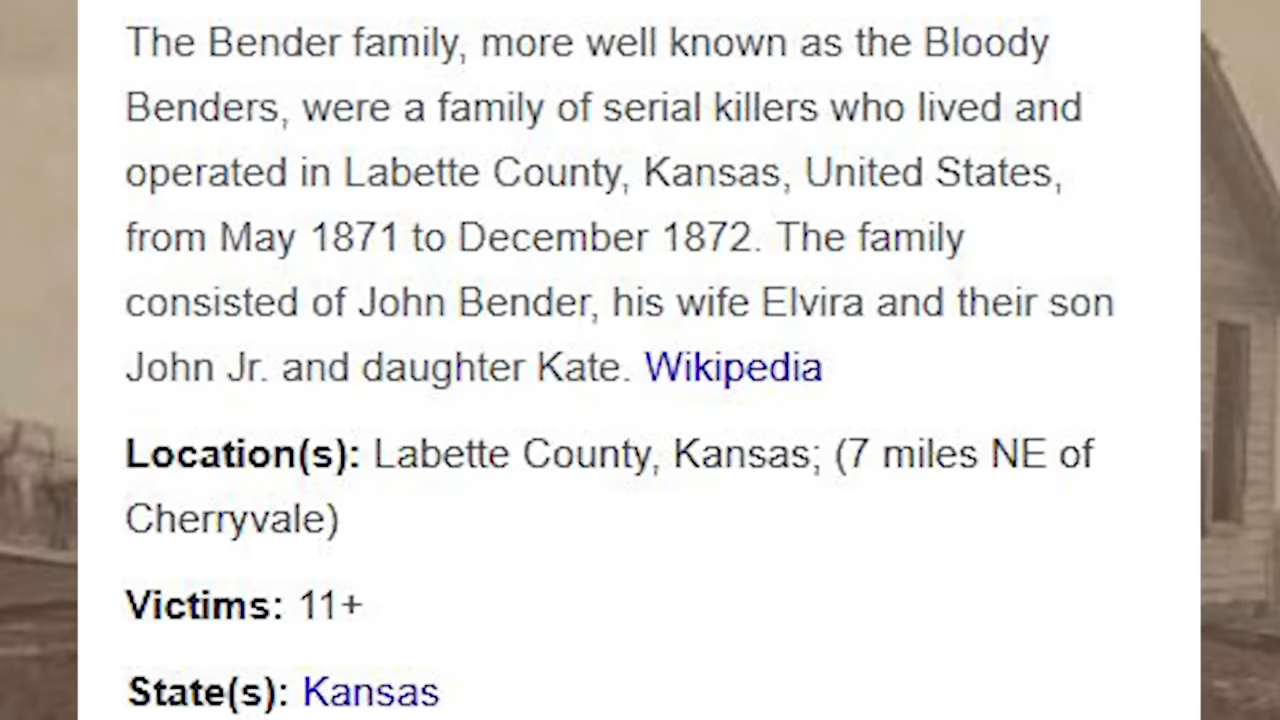 The Bender family, more well known as the Bloody
Benders, were a family of serial killers who lived and
operated in Labette County, Kansas, United States,
from May 1871 to December 1872. The family
consisted of John Bender, his wife Elvira and their son
John Jr. and daughter Kate. Wikipedia
Location(s): Labette County, Kansas; (7 miles NE of
Cherryvale)
Victims: 11+
State(s): Kansas